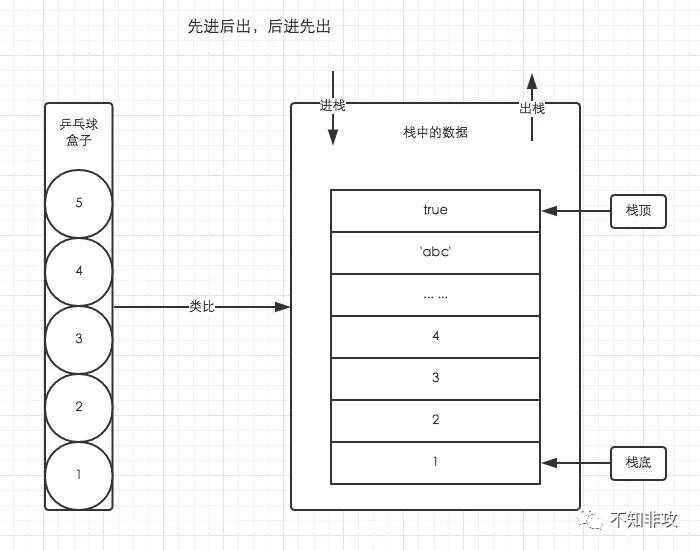 先进后出，后进先出
乒乓球
盒子
5
4
3
2
1
类比
进栈
出栈
栈中的数据
true
'abc'
... ...
4
3
2
1
栈顶
栈底
不知非攻